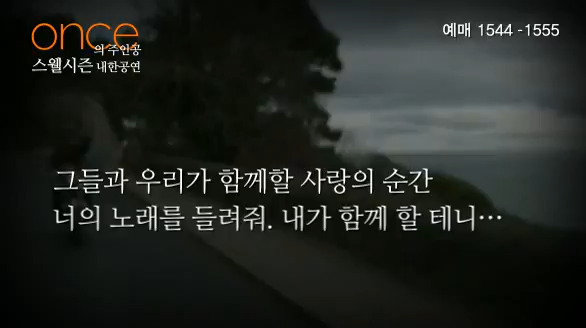 once
의 주인공
스웰시즌 내한공연
예매 1544 -1555
그들과 우리가 함께할 사랑의 순간
너의 노래를 들려줘. 내가 함께 할 테니…